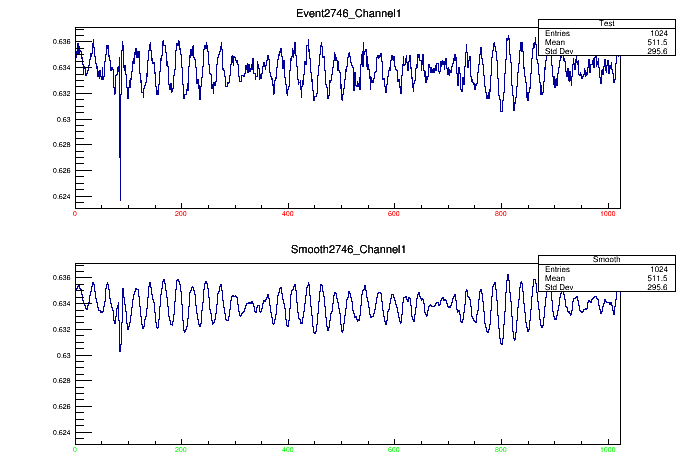 Event2746_Channel1
Test
Entries 1024
Mean 511.5
Std Dev 295.6
0.636
0.634
0.632
0.63
0.628
0.626
0.624
0 200 400 600 800 1000
Smooth2746_Channel1
Smooth
Entries 1024
Mean 511.5
Std Dev 295.6
0.636
0.634
0.632
0.63
0.628
0.626
0.624
0 200 400 600 800 1000